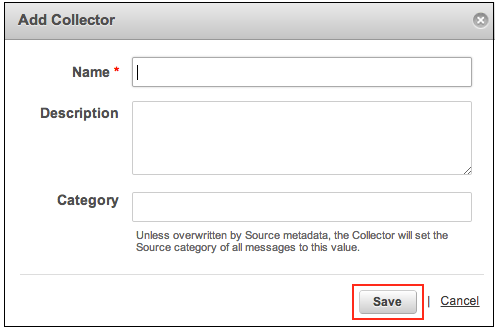 Add Collector
Name *
Description
Category
Unless overwritten by Source metadata, the Collector will set the
Source category of all messages to this value.
Save | Cancel